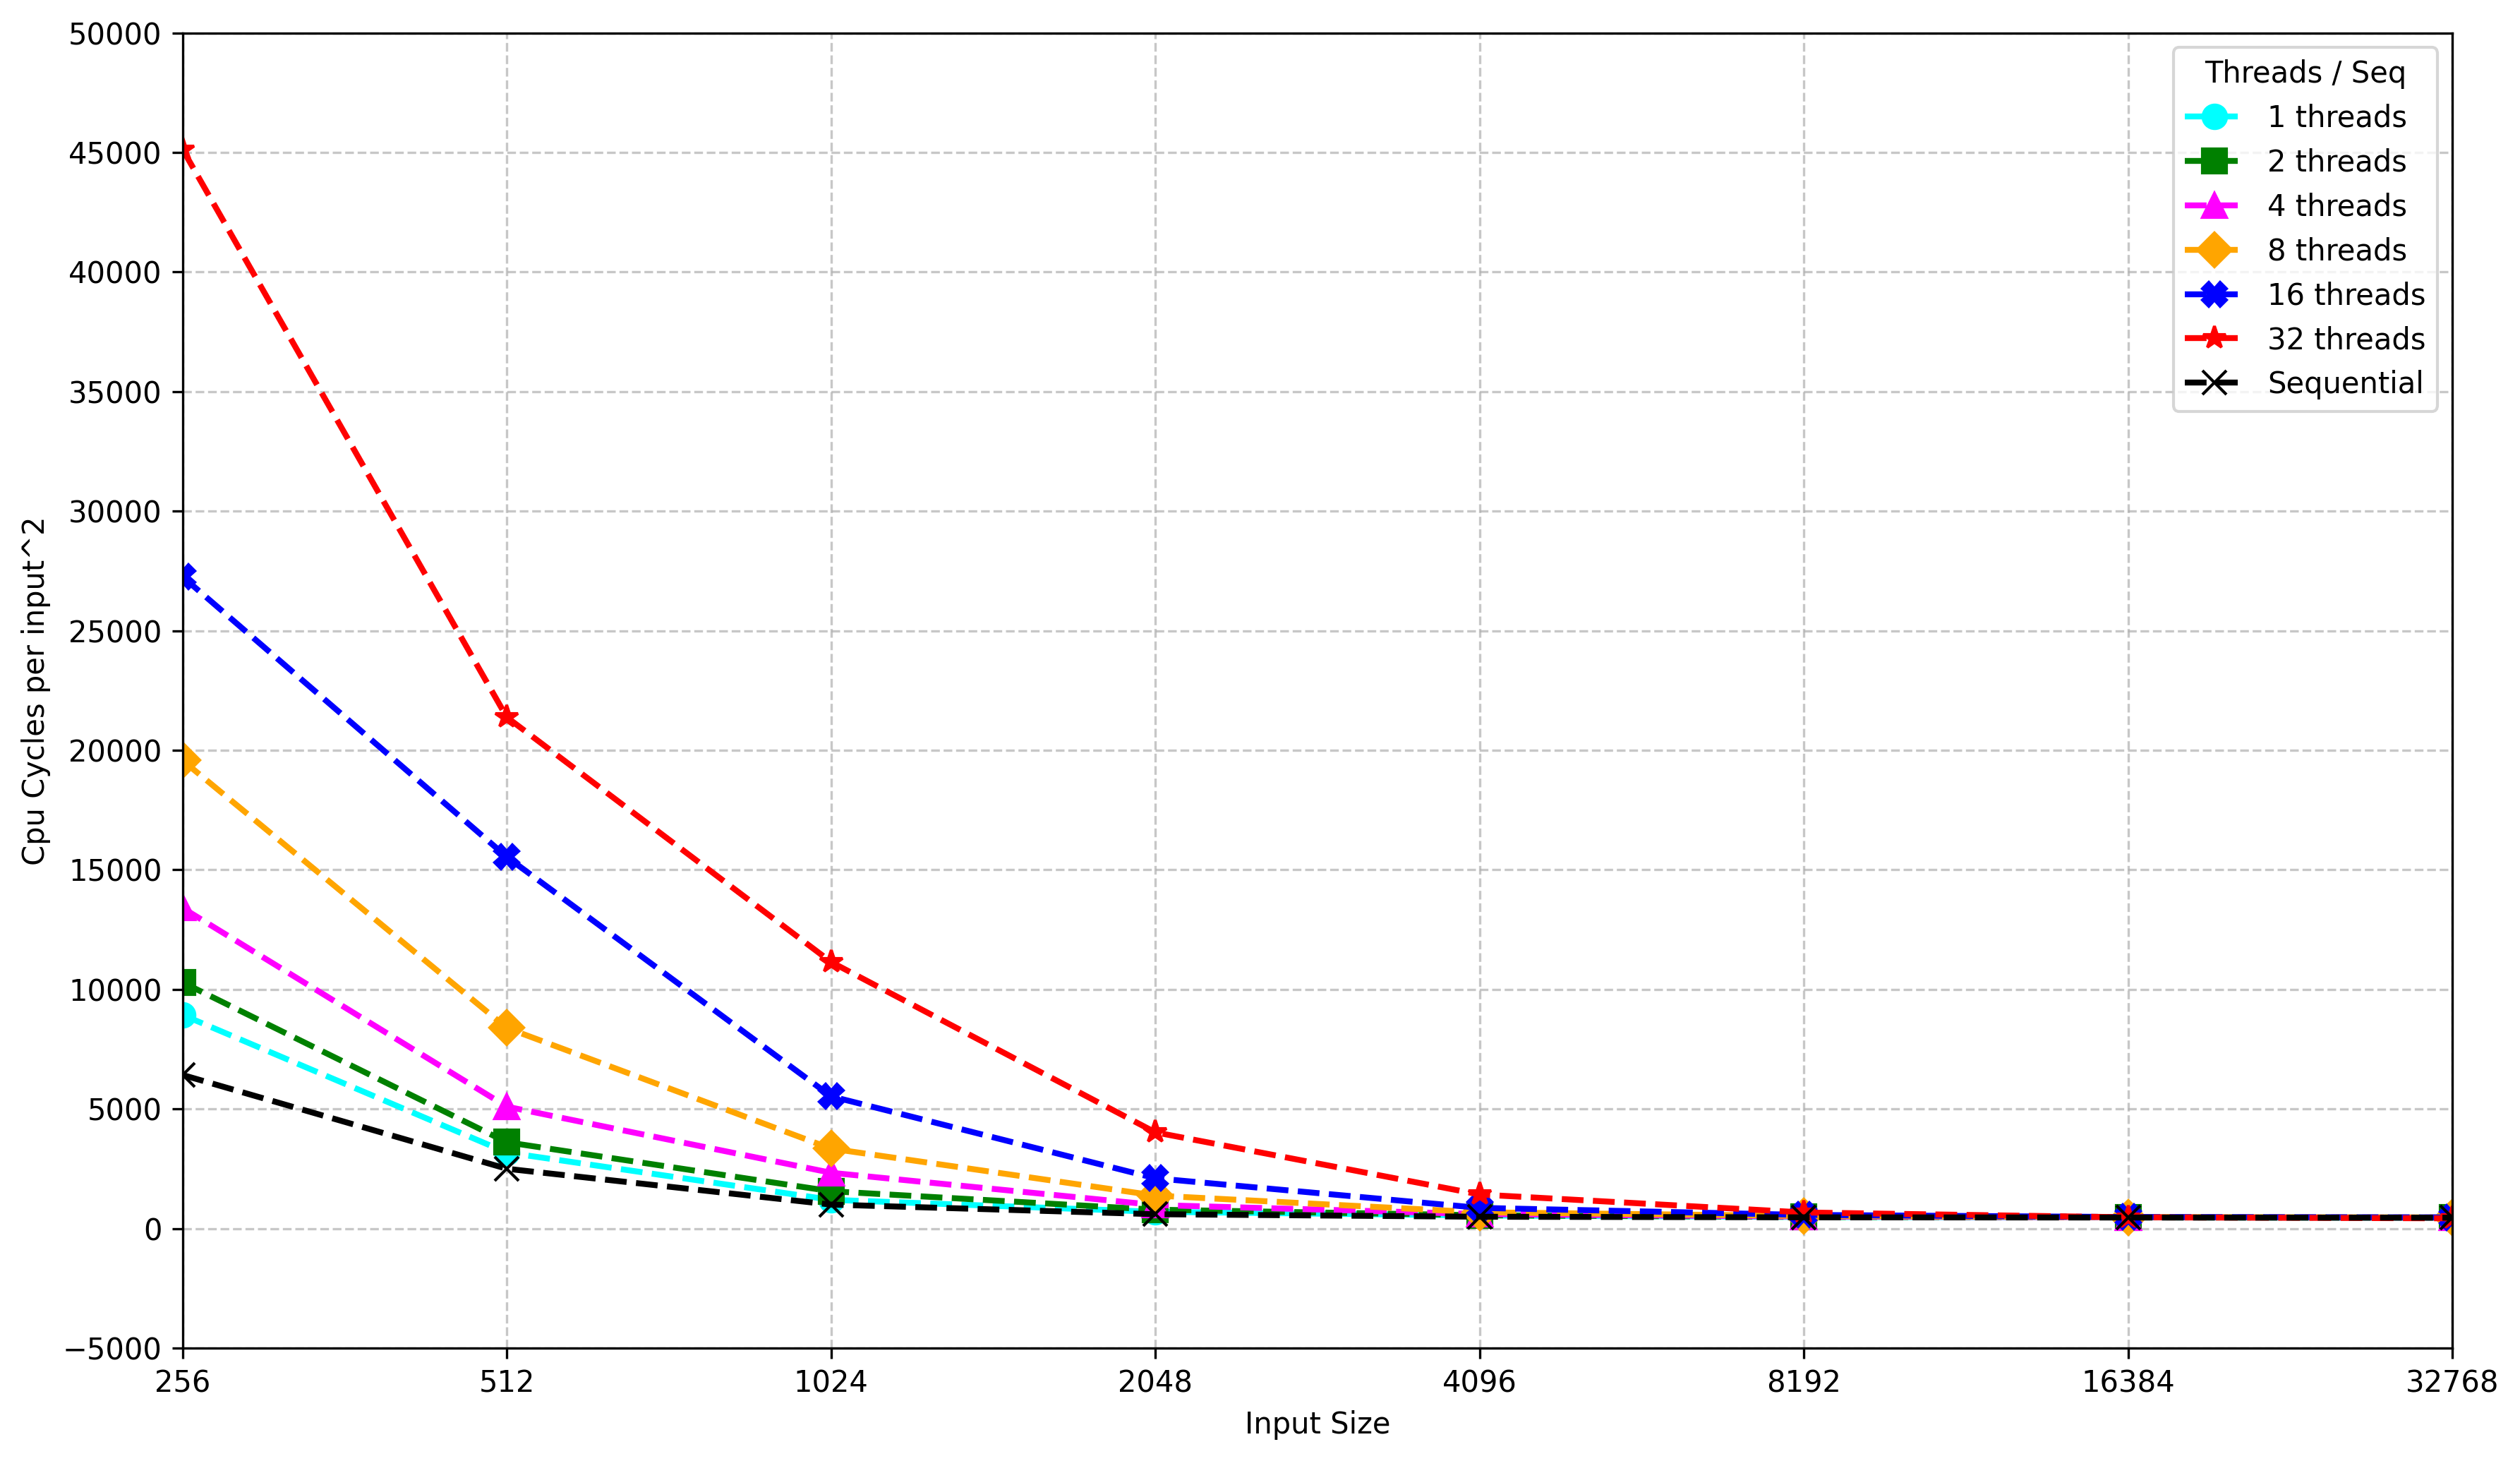 50000
45000
40000
35000
30000
25000
20000
15000
10000
5000
0
−5000
Cpu Cycles per input^2
256 512 1024 2048 4096 8192 16384 32768
Input Size
Threads / Seq
1 threads
2 threads
4 threads
8 threads
16 threads
32 threads
Sequential